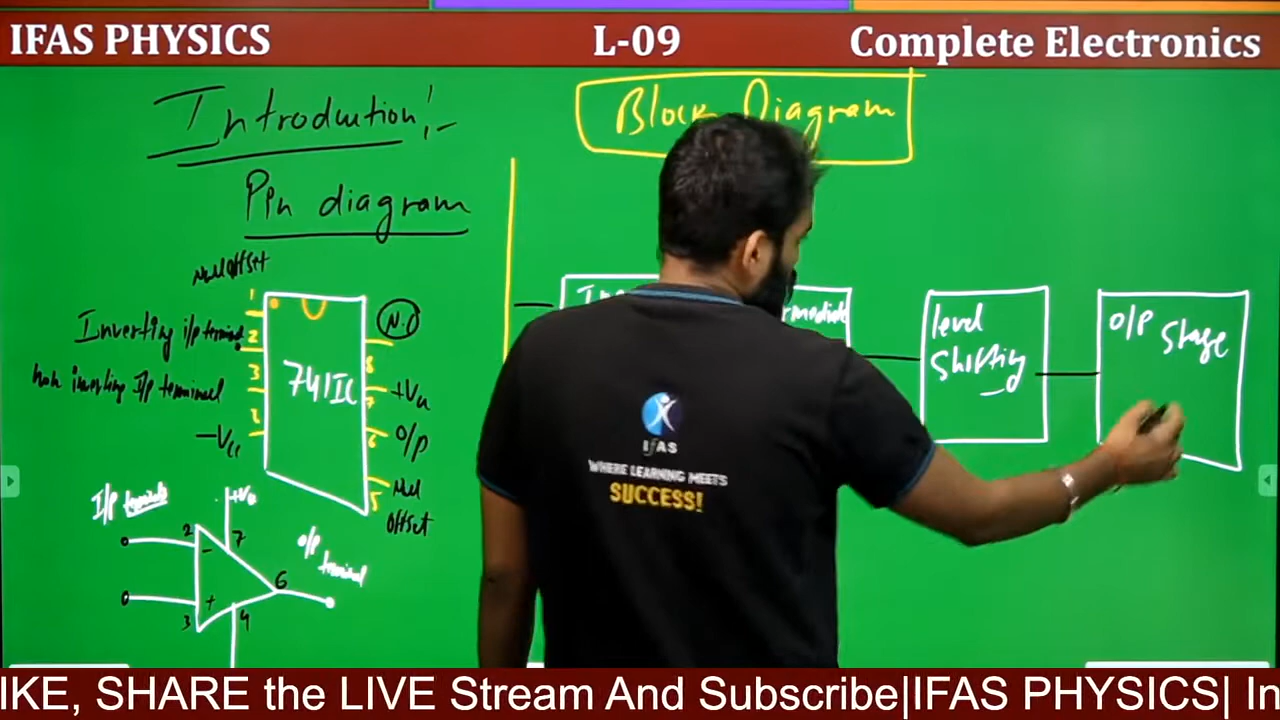 IFAS PHYSICS
L-09
Complete Electronics
Introduction:-
Block Diagram
Pin diagram
Null offset
1
Inverting i/p terminal
2
non inverting I/p terminal
3
-Vcc
3
741IC
N.C
8
+Vcc
7
O/P
6
Null
offset
5
I/p terminals
+Vcc
2
-
7
O/P
terminal
6
+
3
4
rmediate
level
Shifting
O/P Stage
IFAS
WHERE LEARNING MEETS
SUCCESS!
IKE, SHARE the LIVE Stream And Subscribe|IFAS PHYSICS| In